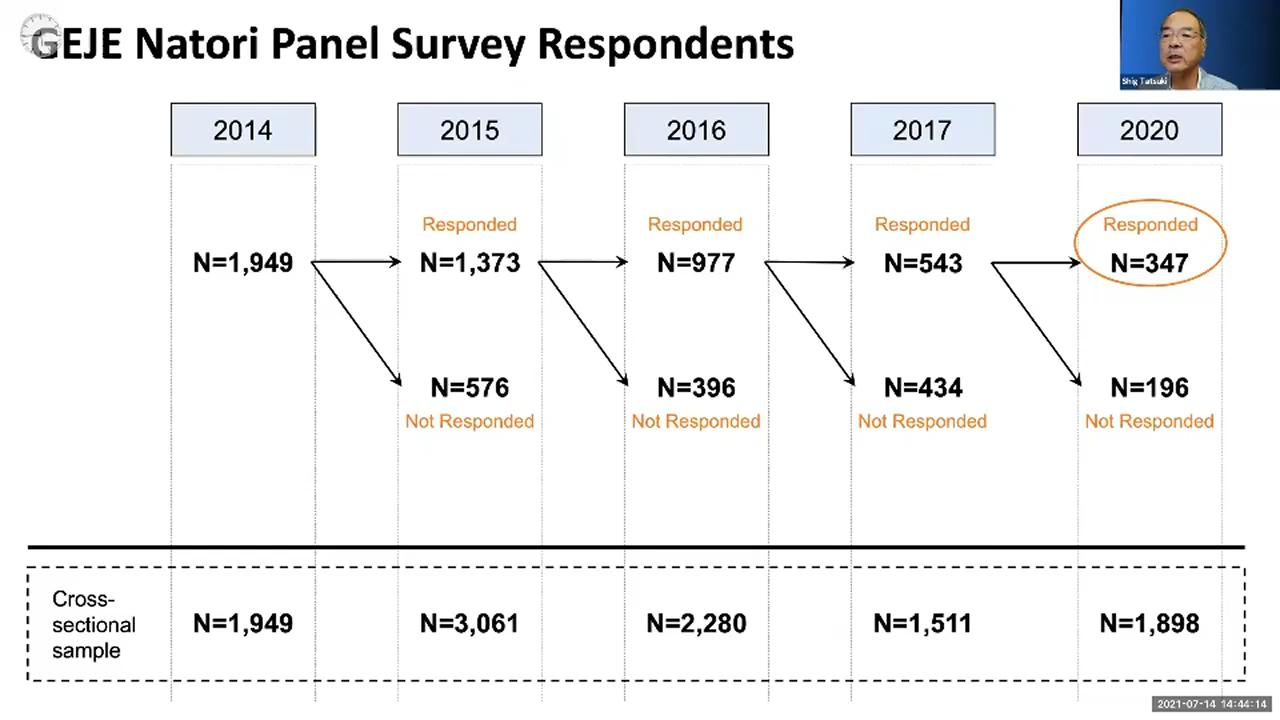 GEJE Natori Panel Survey Respondents
Shig Tatsuki
2014
2015
2016
2017
2020
Responded
Responded
Responded
Responded
N=1,949
N=1,373
N=977
N=543
N=347
N=576
N=396
N=434
N=196
Not Responded
Not Responded
Not Responded
Not Responded
Cross-
sectional
sample
N=1,949
N=3,061
N=2,280
N=1,511
N=1,898
2021-07-14 14:44:14